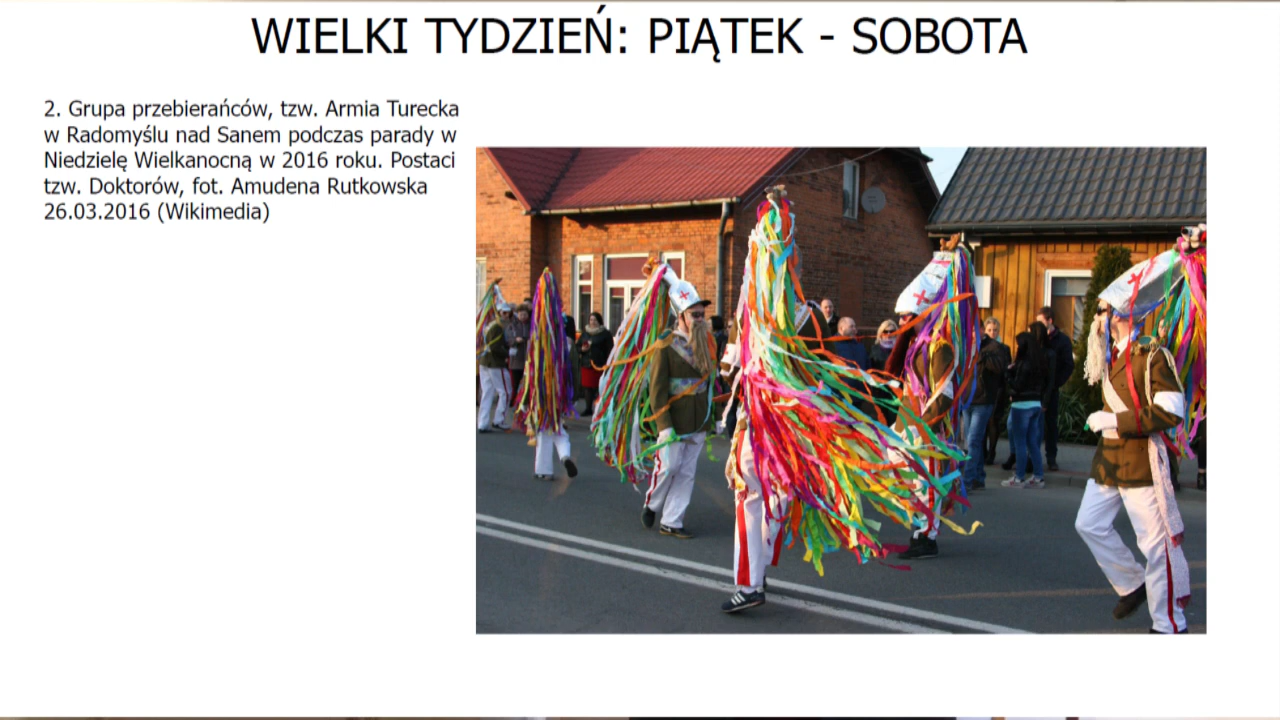 WIELKI TYDZIEŃ: PIĄTEK - SOBOTA
2. Grupa przebierańców, tzw. Armia Turecka
w Radomyślu nad Sanem podczas parady w
Niedzielę Wielkanocną w 2016 roku. Postaci
tzw. Doktorów, fot. Amudena Rutkowska
26.03.2016 (Wikimedia)